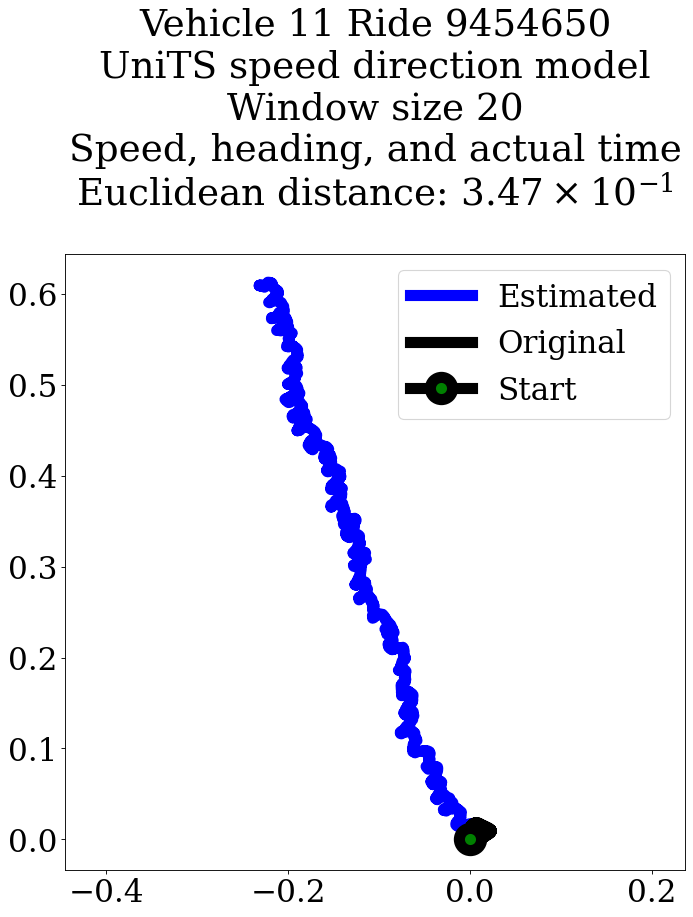 Vehicle 11 Ride 9454650
UniTS speed direction model
Window size 20
Speed, heading, and actual time
Euclidean distance: 3.47 × 10⁻¹
Estimated
Original
Start
0.6
0.5
0.4
0.3
0.2
0.1
0.0
−0.4
−0.2
0.0
0.2